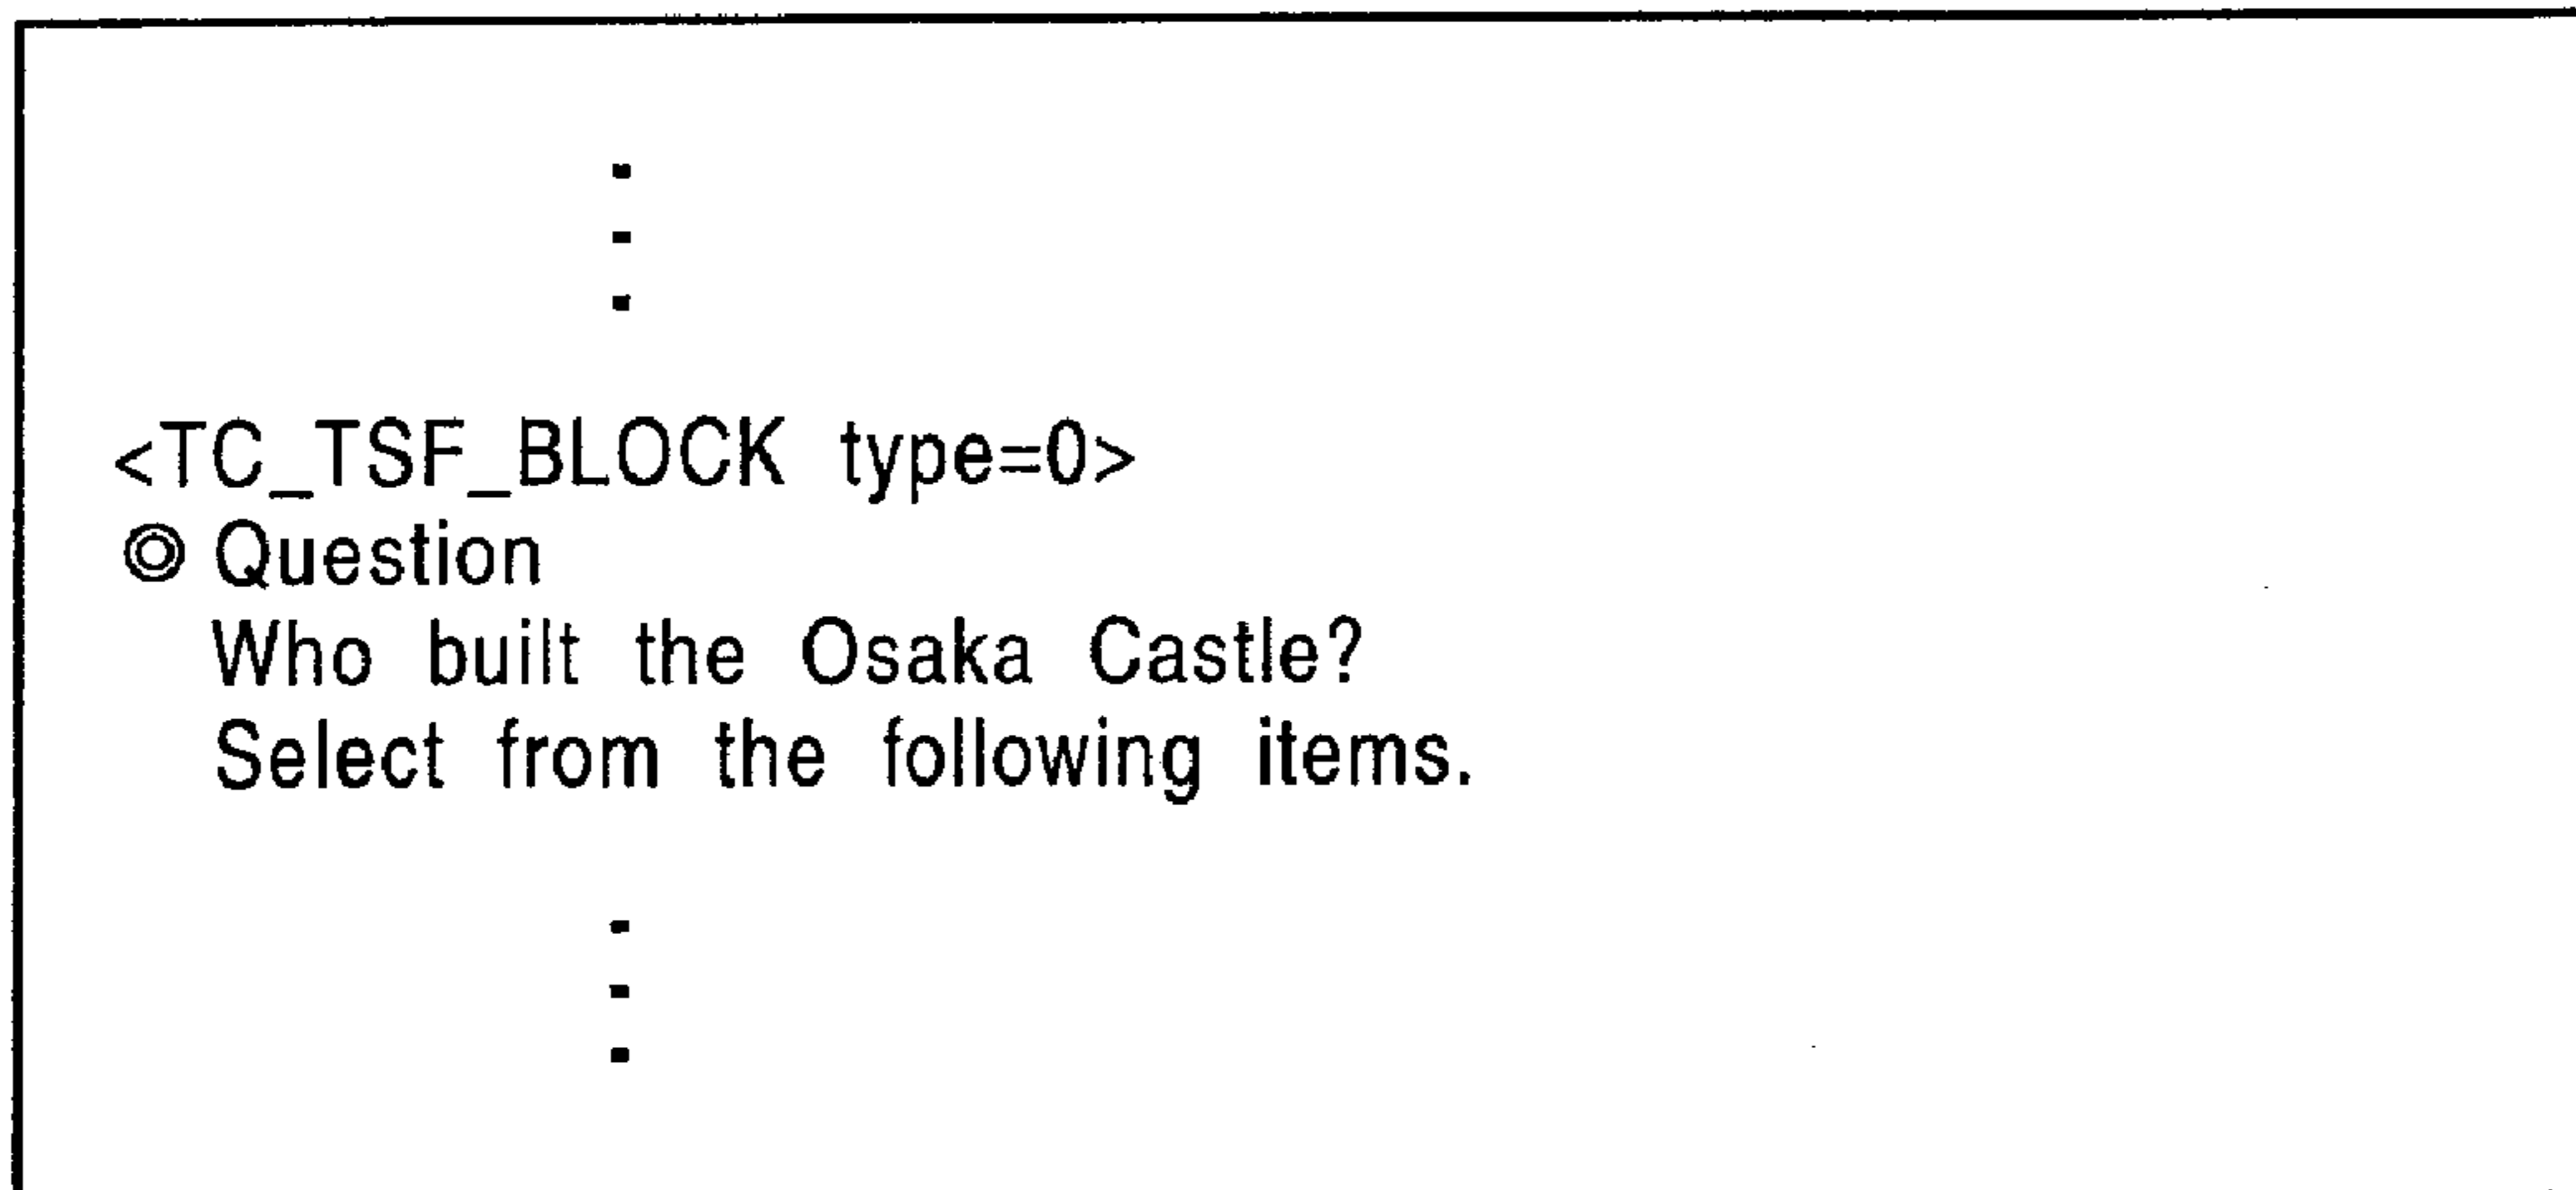 <TC_TSF_BLOCK type=0>
◎ Question
Who built the Osaka Castle?
Select from the following items.